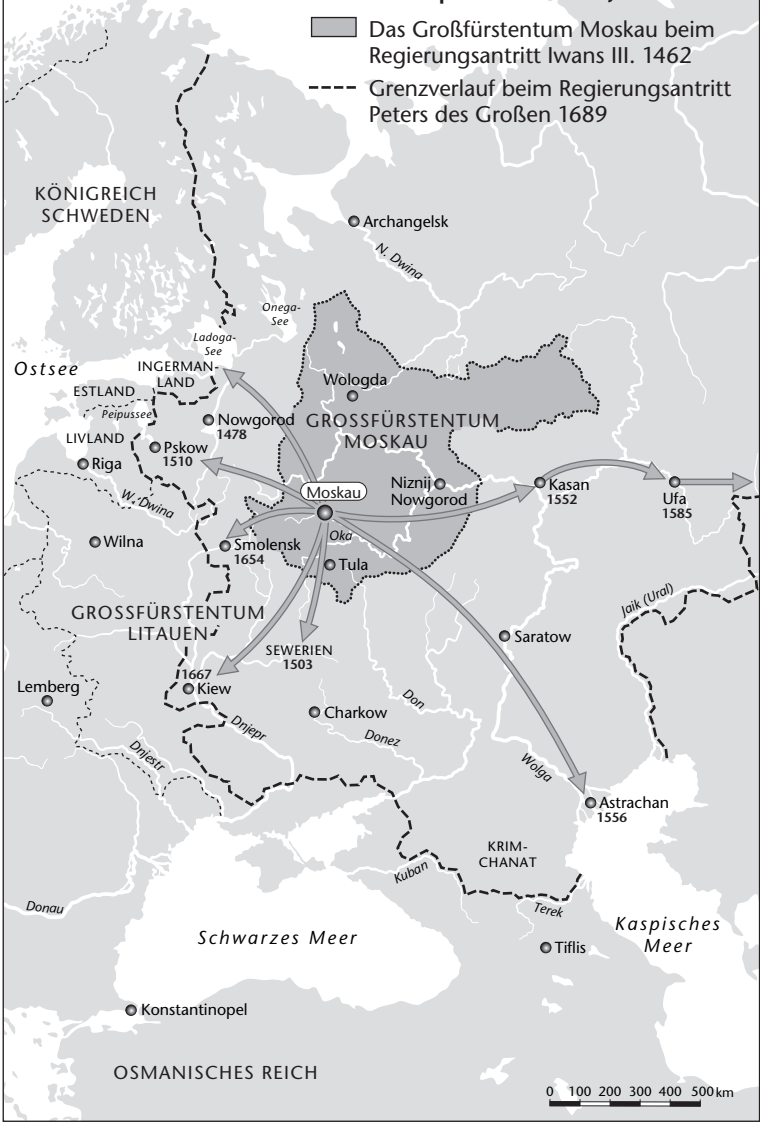 Das Großfürstentum Moskau beim
Regierungsantritt Iwans III. 1462
Grenzverlauf beim Regierungsantritt
Peters des Großen 1689
KÖNIGREICH
SCHWEDEN
Archangelsk
N. Dwina
Onega-
See
Ladoga-
See
Ostsee
INGERMAN-
LAND
ESTLAND
Peipussee
Wologda
Nowgorod
1478
GROSSFÜRSTENTUM
MOSKAU
LIVLAND
Pskow
1510
Riga
Moskau
Niznij
Nowgorod
Kasan
1552
Ufa
1585
W. Dwina
Oka
Wilna
Smolensk
1654
Tula
Jaik (Ural)
GROSSFÜRSTENTUM
LITAUEN
Saratow
SEWERIEN
1503
1667
Kiew
Lemberg
Don
Charkow
Dnjepr
Donez
Dnjestr
Wolga
Astrachan
1556
KRIM-
CHANAT
Kuban
Donau
Terek
Kaspisches
Meer
Schwarzes Meer
Tiflis
Konstantinopel
OSMANISCHES REICH
0 100 200 300 400 500 km